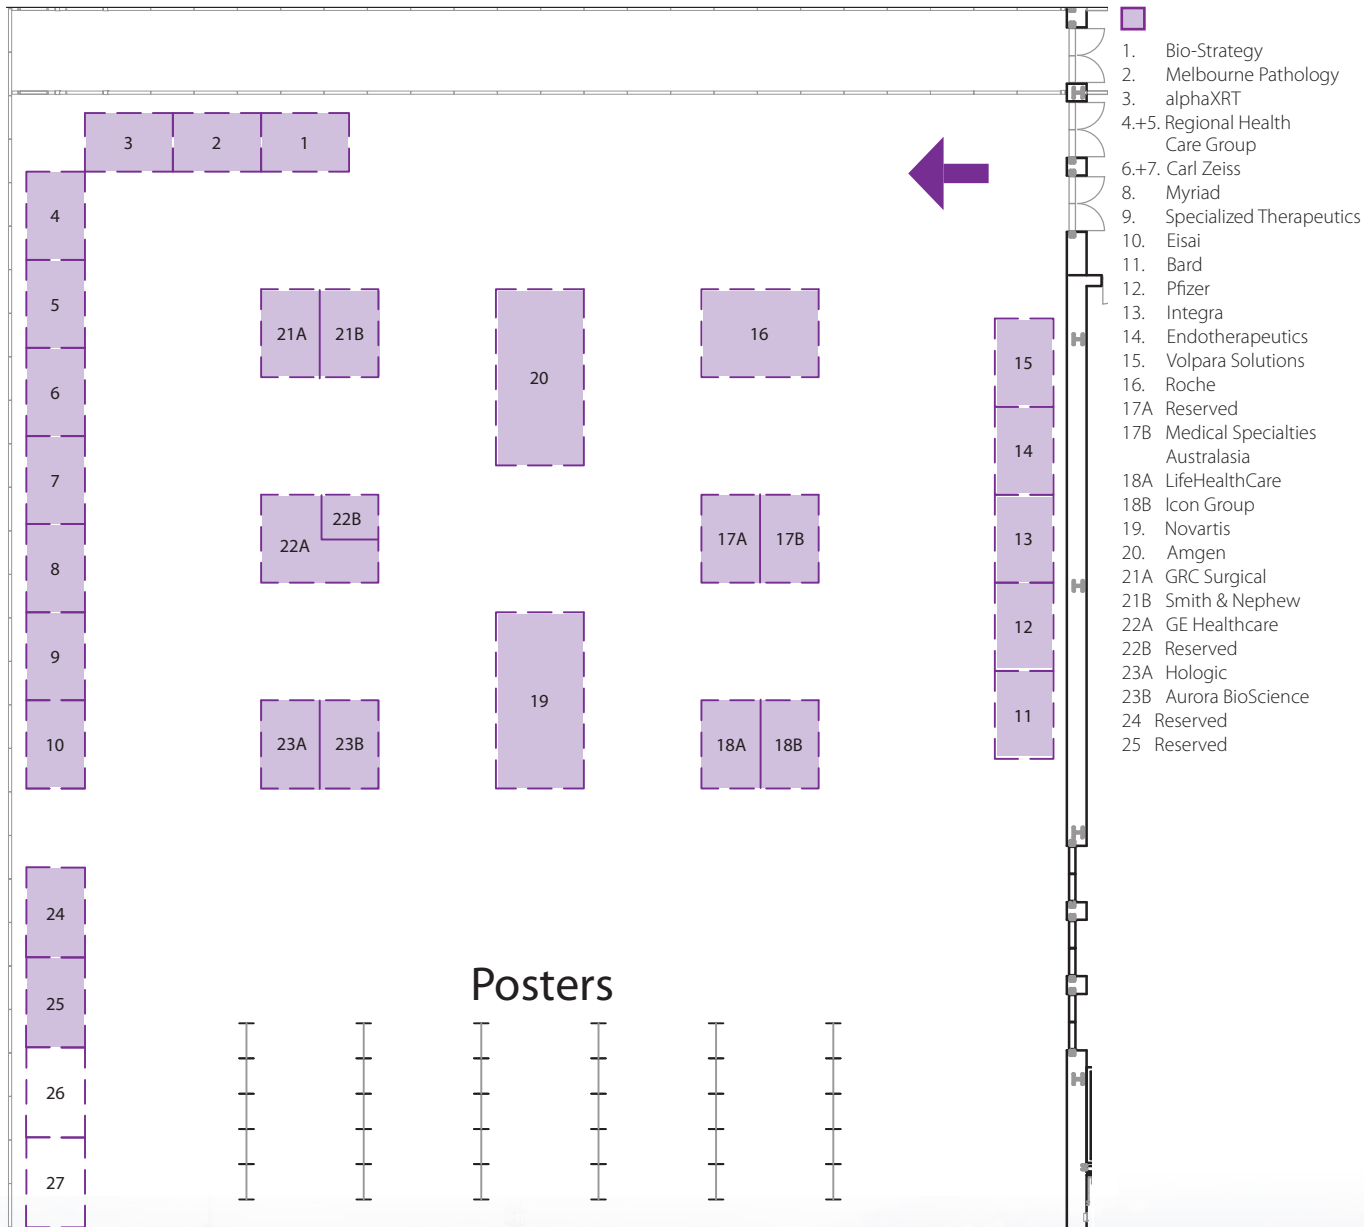 3 2 1
4
5
6
7
8
9
10
21A 21B
20
16
15
14
13
12
11
22B
22A
17A 17B
19
23A 23B
18A 18B
24
25
26
27
Posters
1. Bio-Strategy
2. Melbourne Pathology
3. alphaXRT
4.+5. Regional Health
Care Group
6.+7. Carl Zeiss
8. Myriad
9. Specialized Therapeutics
10. Eisai
11. Bard
12. Pfizer
13. Integra
14. Endotherapeutics
15. Volpara Solutions
16. Roche
17A Reserved
17B Medical Specialties
Australasia
18A LifeHealthCare
18B Icon Group
19. Novartis
20. Amgen
21A GRC Surgical
21B Smith & Nephew
22A GE Healthcare
22B Reserved
23A Hologic
23B Aurora BioScience
24 Reserved
25 Reserved